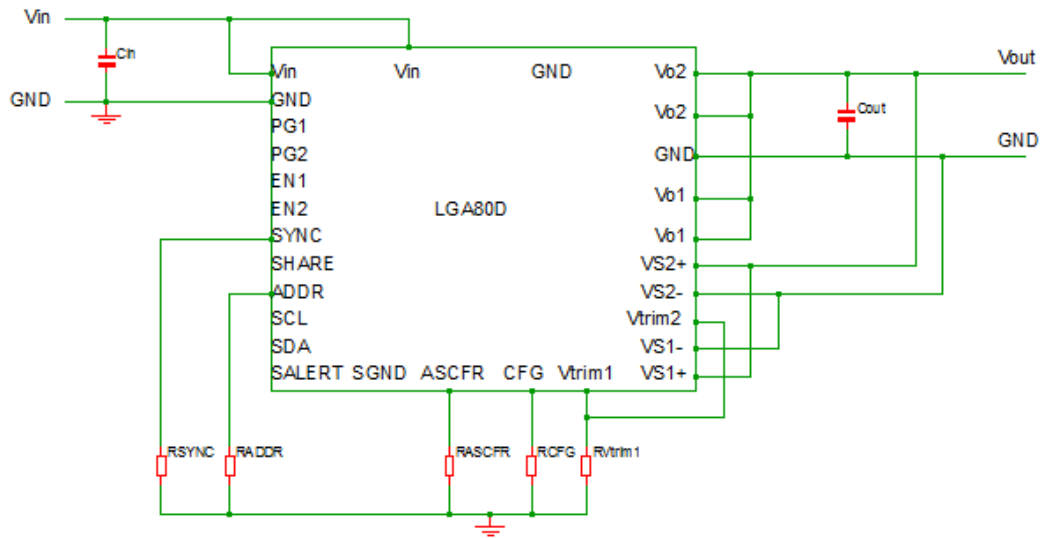 Vin
Vout
Cin
Vin Vin GND Vo2
GND
GND
PG1
Vo2
Cout
PG2
GND
GND
EN1
Vo1
EN2
LGA80D
SYNC
Vo1
SHARE
VS2+
ADDR
VS2-
SCL
Vtrim2
SDA
VS1-
SALERT SGND ASCFR CFG Vtrim1 VS1+
RSYNC RADDR RASCFR RCFG RVtrim1